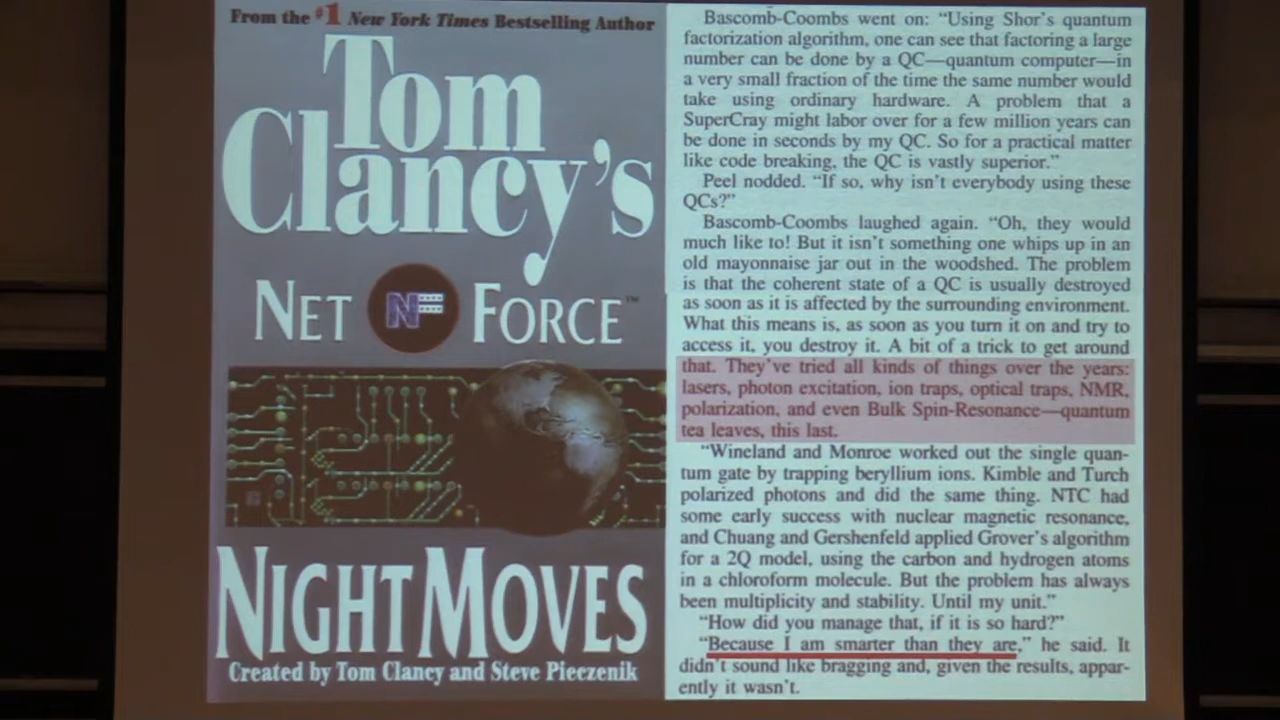 From the #1 New York Times Bestselling Author
Tom
Clancy's
NET NF FORCE™
NIGHT MOVES
Created by Tom Clancy and Steve Pieczenik
Bascomb-Coombs went on: “Using Shor's quantum
factorization algorithm, one can see that factoring a large
number can be done by a QC—quantum computer—in
a very small fraction of the time the same number would
take using ordinary hardware. A problem that a
SuperCray might labor over for a few million years can
be done in seconds by my QC. So for a practical matter
like code breaking, the QC is vastly superior.”
Peel nodded. “If so, why isn't everybody using these
QCs?”
Bascomb-Coombs laughed again. “Oh, they would
much like to! But it isn't something one whips up in an
old mayonnaise jar out in the woodshed. The problem
is that the coherent state of a QC is usually destroyed
as soon as it is affected by the surrounding environment.
What this means is, as soon as you turn it on and try to
access it, you destroy it. A bit of a trick to get around
that. They've tried all kinds of things over the years:
lasers, photon excitation, ion traps, optical traps, NMR,
polarization, and even Bulk Spin-Resonance—quantum
tea leaves, this last.
“Wineland and Monroe worked out the single quan-
tum gate by trapping beryllium ions. Kimble and Turch
polarized photons and did the same thing. NTC had
some early success with nuclear magnetic resonance,
and Chuang and Gershenfeld applied Grover's algorithm
for a 2Q model, using the carbon and hydrogen atoms
in a chloroform molecule. But the problem has always
been multiplicity and stability. Until my unit.”
“How did you manage that, if it is so hard?”
“Because I am smarter than they are,” he said. It
didn't sound like bragging and, given the results, appar-
ently it wasn't.